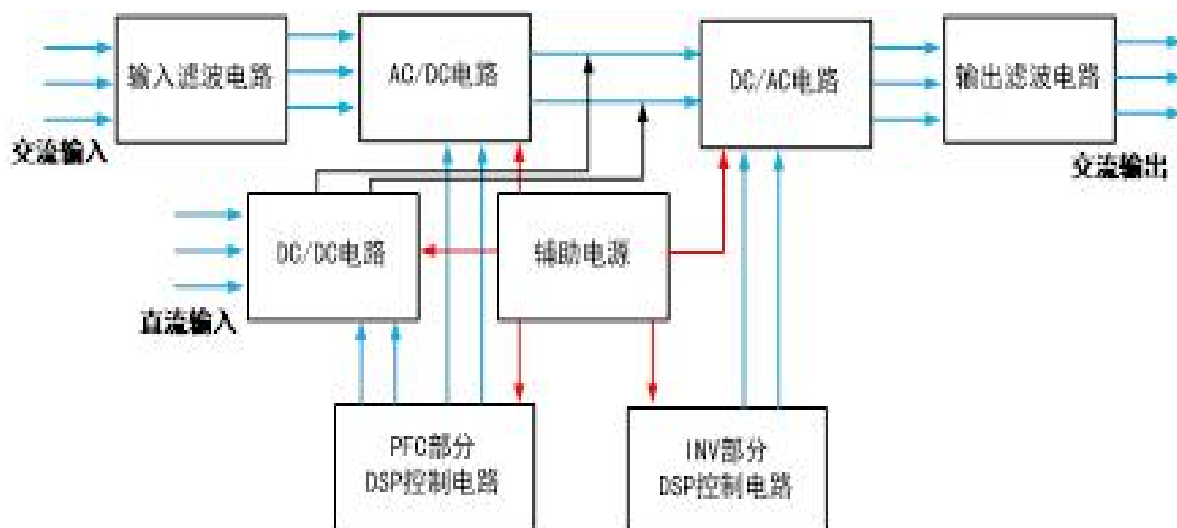 输入滤波电路
AC/DC电路
DC/AC电路
输出滤波电路
交流输入
交流输出
DC/DC电路
辅助电源
直流输入
PFC部分
DSP控制电路
INV部分
DSP控制电路